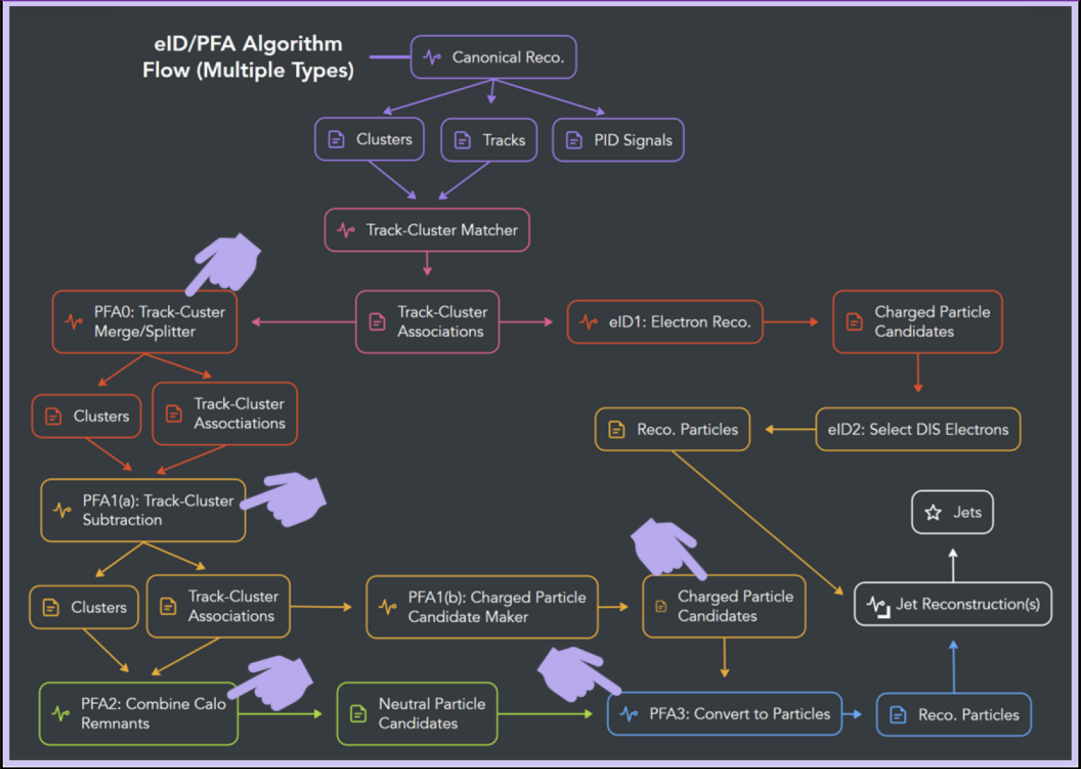 eID/PFA Algorithm
Flow (Multiple Types)
Canonical Reco.
Clusters
Tracks
PID Signals
Track-Cluster Matcher
PFA0: Track-Custer
Merge/Splitter
Track-Cluster
Associations
eID1: Electron Reco.
Charged Particle
Candidates
Clusters
Track-Cluster
Assoctiations
Reco. Particles
eID2: Select DIS Electrons
PFA1(a): Track-Cluster
Subtraction
Jets
Clusters
Track-Cluster
Associations
PFA1(b): Charged Particle
Candidate Maker
Charged Particle
Candidates
Jet Reconstruction(s)
PFA2: Combine Calo
Remnants
Neutral Particle
Candidates
PFA3: Convert to Particles
Reco. Particles